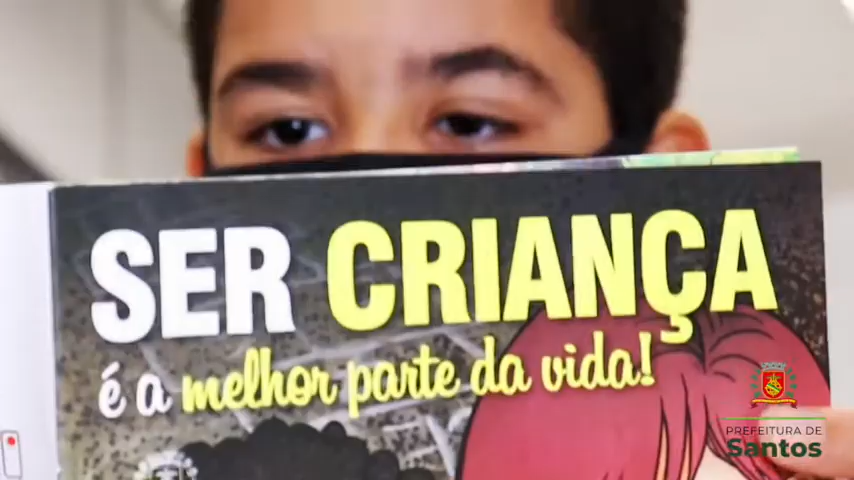 SER CRIANÇA
é a melhor parte da vida!
PREFEITURA DE
Santos